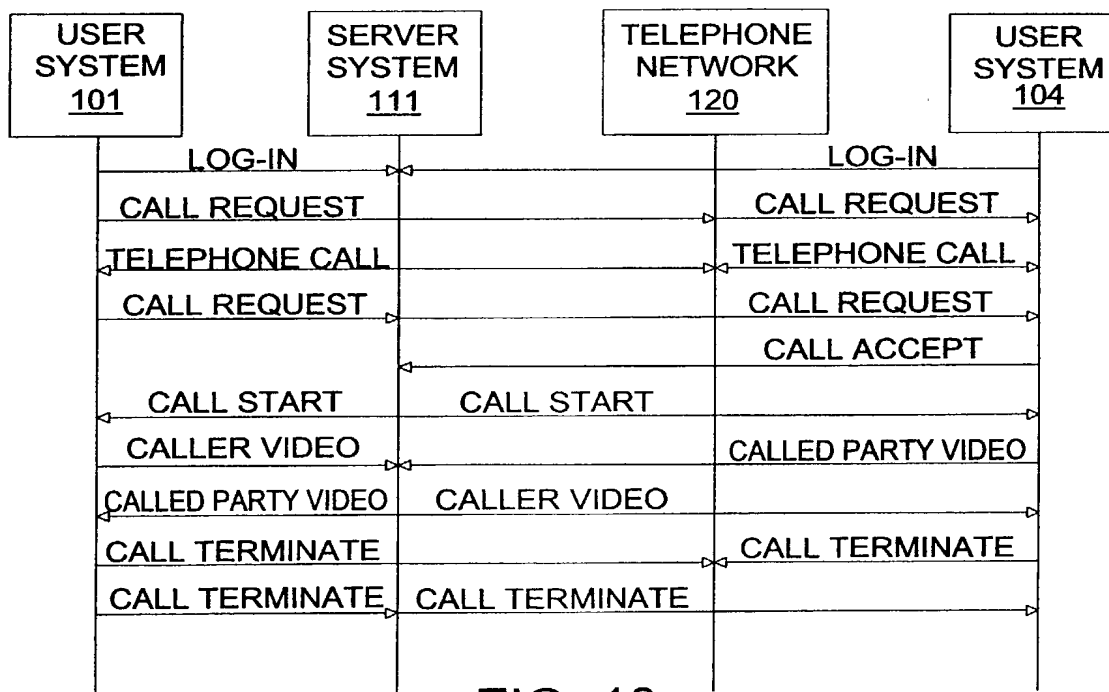 USER SYSTEM 101
SERVER SYSTEM 111
TELEPHONE NETWORK 120
USER SYSTEM 104
LOG-IN LOG-IN
CALL REQUEST CALL REQUEST
TELEPHONE CALL TELEPHONE CALL
CALL REQUEST CALL REQUEST
CALL ACCEPT
CALL START CALL START
CALLER VIDEO CALLED PARTY VIDEO
CALLED PARTY VIDEO CALLER VIDEO
CALL TERMINATE CALL TERMINATE
CALL TERMINATE CALL TERMINATE